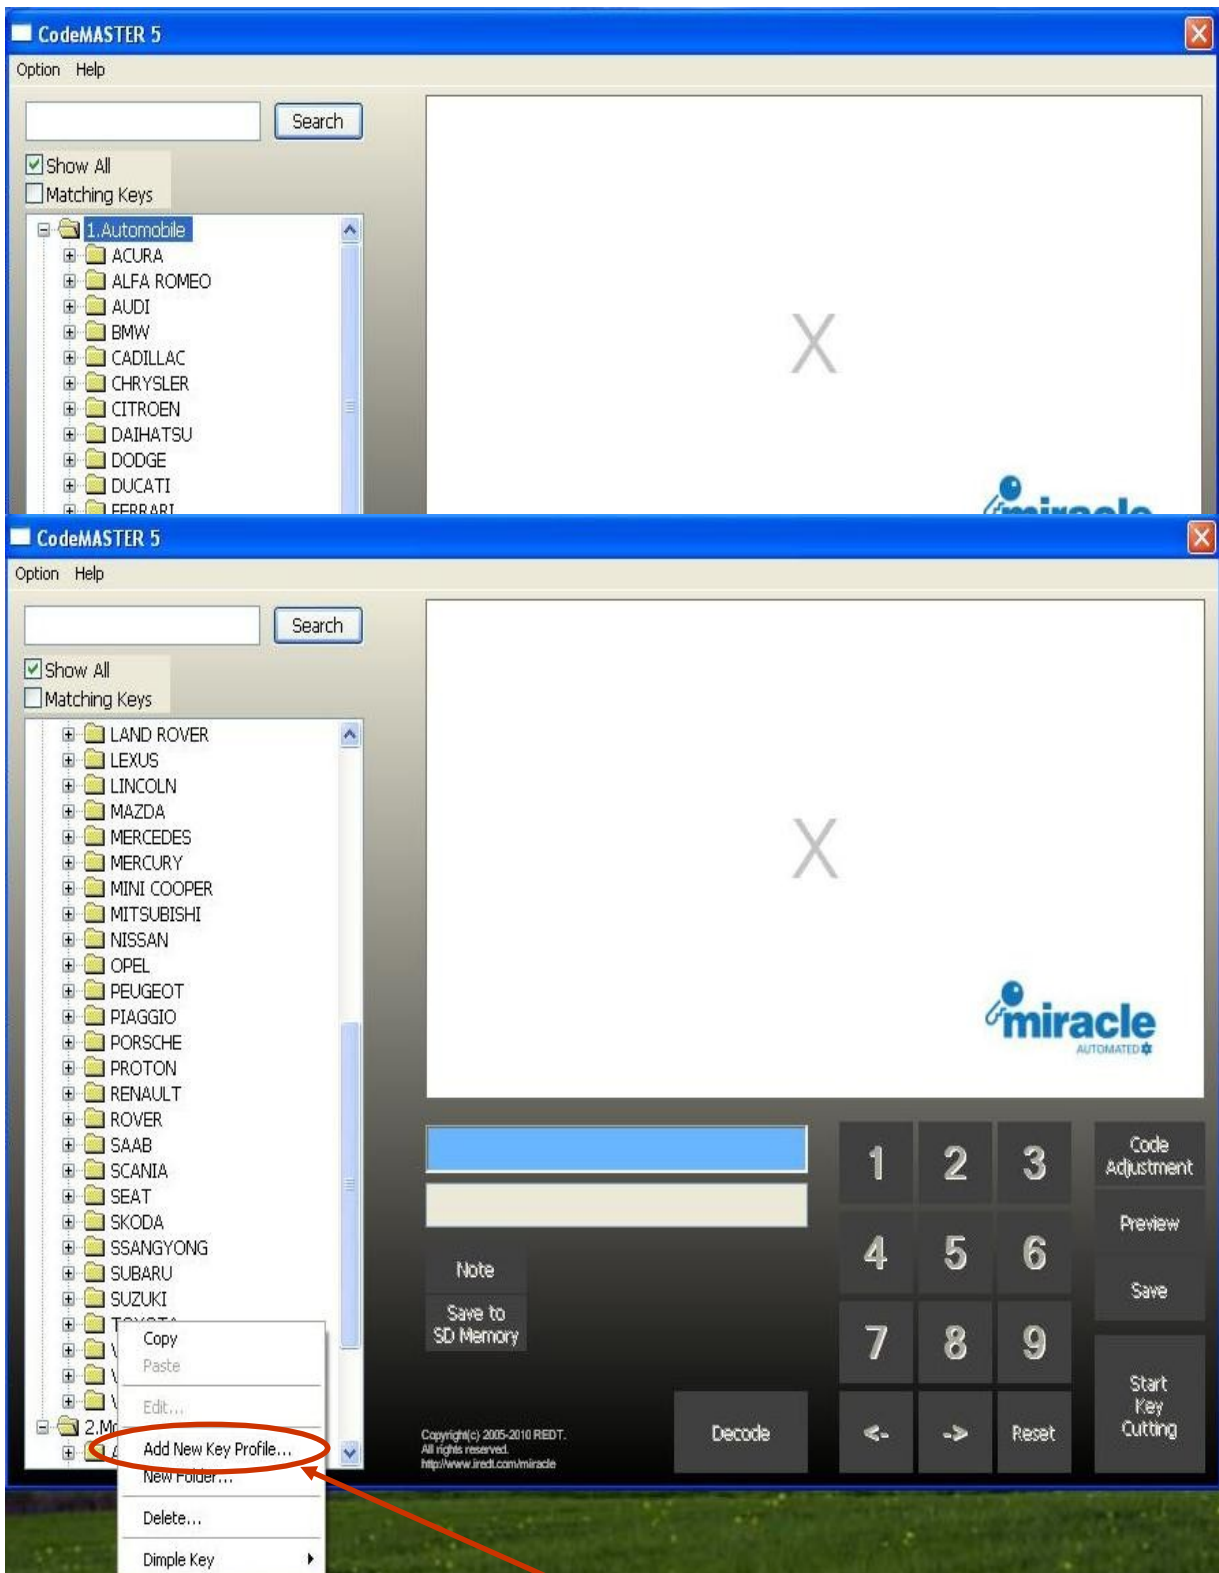 CodeMASTER 5
Option Help
Search
Show All
Matching Keys
1.Automobile
ACURA
ALFA ROMEO
AUDI
BMW
CADILLAC
CHRYSLER
CITROEN
DAIHATSU
DODGE
DUCATI
FERRARI
X
miracle
CodeMASTER 5
Option Help
Search
Show All
Matching Keys
LAND ROVER
LEXUS
LINCOLN
MAZDA
MERCEDES
MERCURY
MINI COOPER
MITSUBISHI
NISSAN
OPEL
PEUGEOT
PIAGGIO
PORSCHE
PROTON
RENAULT
ROVER
SAAB
SCANIA
SEAT
SKODA
SSANGYONG
SUBARU
SUZUKI
TOYOTA
Copy
Paste
Edit...
Add New Key Profile...
New Folder...
Delete...
Dimple Key
X
miracle
AUTOMATED
Note
Save to
SD Memory
Copyright(c) 2005-2010 REDT.
All rights reserved.
http://www.iredt.com/miracle
Decode
1 2 3
4 5 6
7 8 9
<- -> Reset
Code
Adjustment
Preview
Save
Start
Key
Cutting